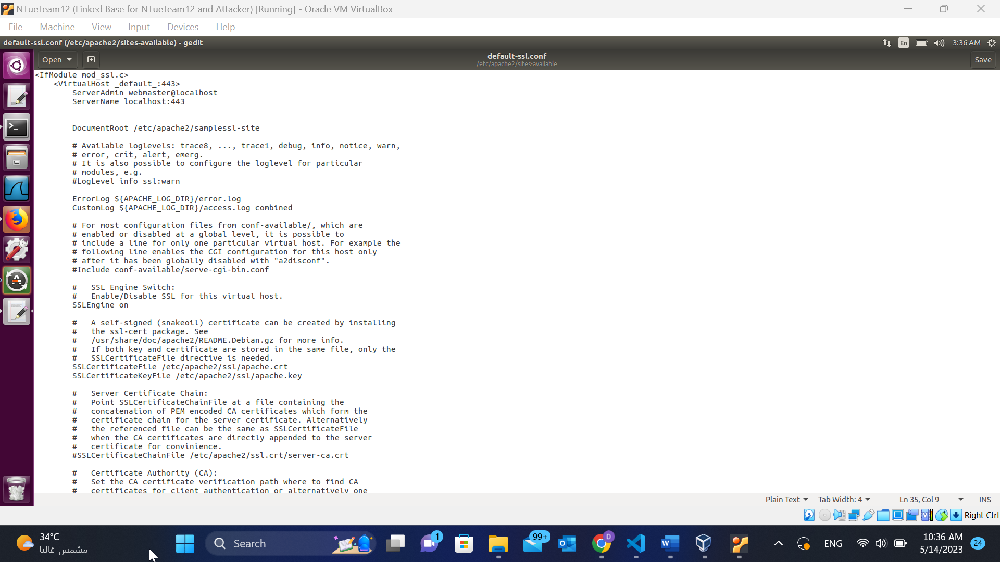 NTueTeam12 (Linked Base for NTueTeam12 and Attacker) [Running] - Oracle VM VirtualBox
File Machine View Input Devices Help
default-ssl.conf (/etc/apache2/sites-available) - gedit
En
3:36 AM
Open
default-ssl.conf
/etc/apache2/sites-available
Save
<IfModule mod_ssl.c>
<VirtualHost _default_:443>
ServerAdmin webmaster@localhost
ServerName localhost:443
DocumentRoot /etc/apache2/samplessl-site
# Available loglevels: trace8, ..., trace1, debug, info, notice, warn,
# error, crit, alert, emerg.
# It is also possible to configure the loglevel for particular
# modules, e.g.
#LogLevel info ssl:warn
ErrorLog ${APACHE_LOG_DIR}/error.log
CustomLog ${APACHE_LOG_DIR}/access.log combined
# For most configuration files from conf-available/, which are
# enabled or disabled at a global level, it is possible to
# include a line for only one particular virtual host. For example the
# following line enables the CGI configuration for this host only
# after it has been globally disabled with "a2disconf".
#Include conf-available/serve-cgi-bin.conf
# SSL Engine Switch:
# Enable/Disable SSL for this virtual host.
SSLEngine on
# A self-signed (snakeoil) certificate can be created by installing
# the ssl-cert package. See
# /usr/share/doc/apache2/README.Debian.gz for more info.
# If both key and certificate are stored in the same file, only the
# SSLCertificateFile directive is needed.
SSLCertificateFile /etc/apache2/ssl/apache.crt
SSLCertificateKeyFile /etc/apache2/ssl/apache.key
# Server Certificate Chain:
# Point SSLCertificateChainFile at a file containing the
# concatenation of PEM encoded CA certificates which form the
# certificate chain for the server certificate. Alternatively
# the referenced file can be the same as SSLCertificateFile
# when the CA certificates are directly appended to the server
# certificate for convinience.
#SSLCertificateChainFile /etc/apache2/ssl.crt/server-ca.crt
# Certificate Authority (CA):
# Set the CA certificate verification path where to find CA
# certificates for client authentication or alternatively one
Plain Text
Tab Width: 4
Ln 35, Col 9
INS
Right Ctrl
34°C
مشمس غالبًا
Search
1
99+
D
ENG
10:36 AM
5/14/2023
24